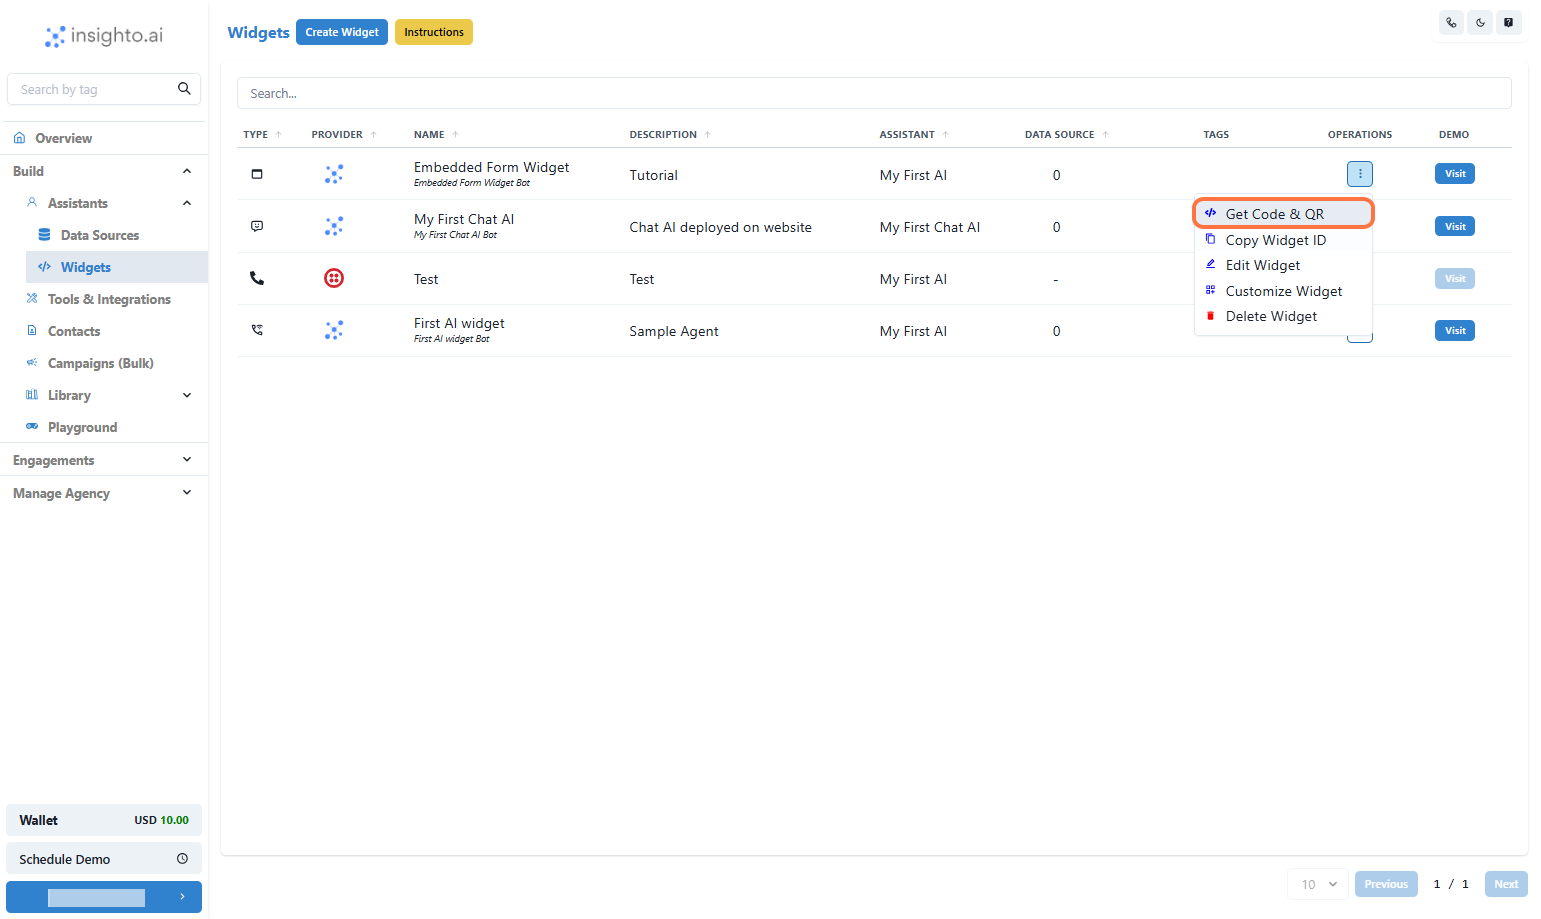 insighto.ai
Search by tag
Overview
Build
Assistants
Data Sources
Widgets
Tools & Integrations
Contacts
Campaigns (Bulk)
Library
Playground
Engagements
Manage Agency
Wallet USD 10.00
Schedule Demo
Widgets Create Widget Instructions
Search...
TYPE PROVIDER NAME DESCRIPTION ASSISTANT DATA SOURCE TAGS OPERATIONS DEMO
Embedded Form Widget
Embedded Form Widget Bot
Tutorial My First AI 0 Visit
My First Chat AI
My First Chat AI Bot
Chat AI deployed on website My First Chat AI 0 Visit
Test Test My First AI - Visit
First AI widget
First AI widget Bot
Sample Agent My First AI 0 Visit
Get Code & QR
Copy Widget ID
Edit Widget
Customize Widget
Delete Widget
10 Previous 1 / 1 Next